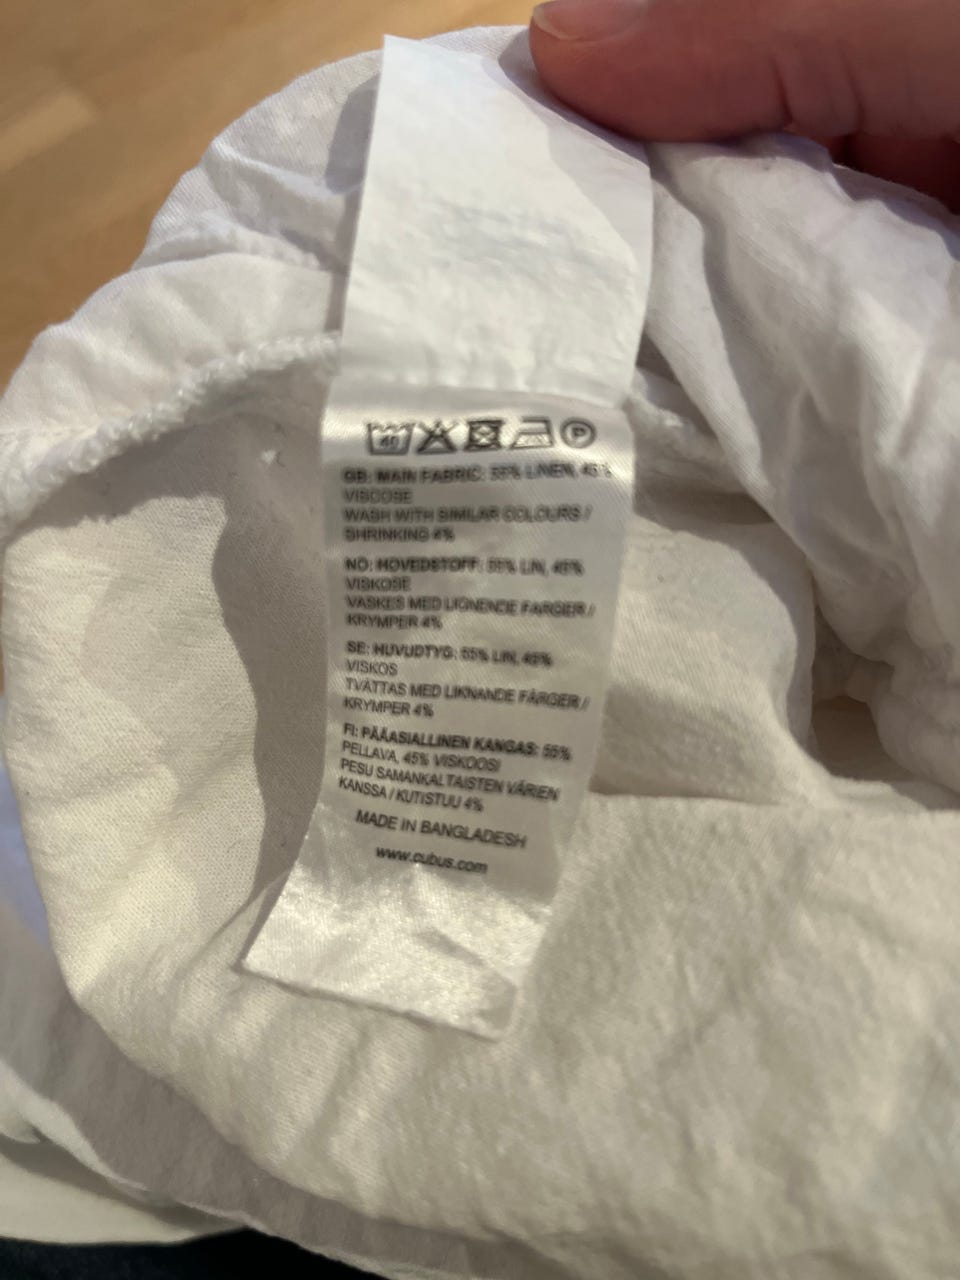 40 P
GB: MAIN FABRIC: 55% LINEN, 45%
VISCOSE
WASH WITH SIMILAR COLOURS /
SHRINKING 4%
NO: HOVEDSTOFF: 55% LIN, 45%
VISKOSE
VASKES MED LIGNENDE FARGER /
KRYMPER 4%
SE: HUVUDTYG: 55% LIN, 45%
VISKOS
TVÄTTAS MED LIKNANDE FÄRGER /
KRYMPER 4%
FI: PÄÄASIALLINEN KANGAS: 55%
PELLAVA, 45% VISKOOSI
PESU SAMANKALTAISTEN VÄRIEN
KANSSA / KUTISTUU 4%
MADE IN BANGLADESH
www.cubus.com